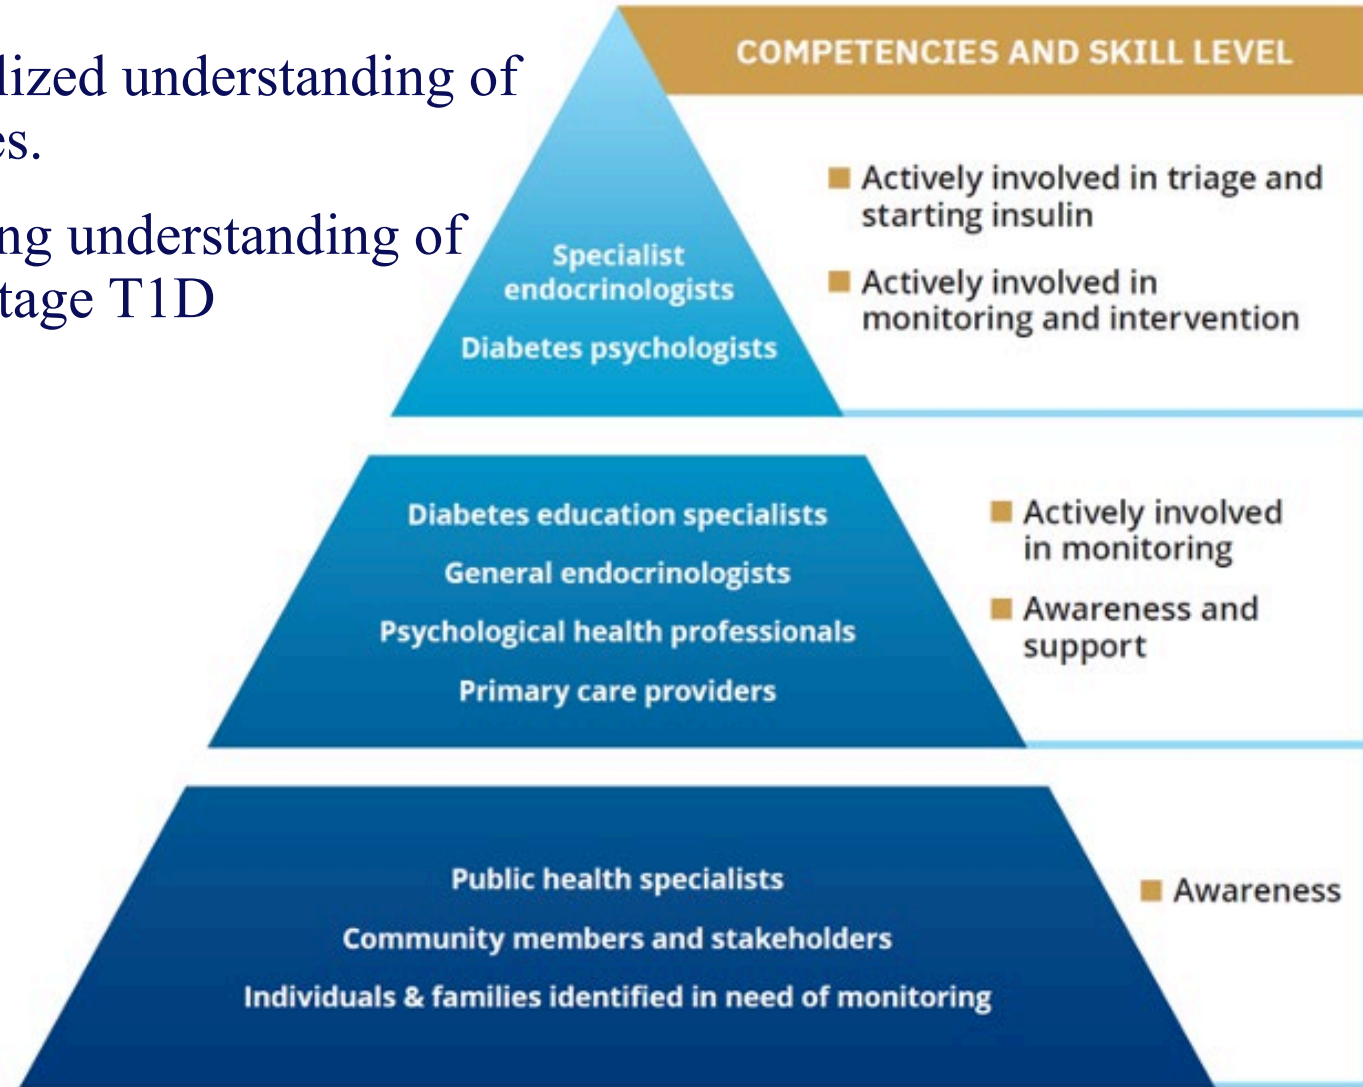 lized understanding of
es.
ng understanding of
tage T1D
COMPETENCIES AND SKILL LEVEL
Specialist
endocrinologists
Diabetes psychologists
Actively involved in triage and
starting insulin
Actively involved in
monitoring and intervention
Diabetes education specialists
General endocrinologists
Psychological health professionals
Primary care providers
Actively involved
in monitoring
Awareness and
support
Public health specialists
Community members and stakeholders
Individuals & families identified in need of monitoring
Awareness